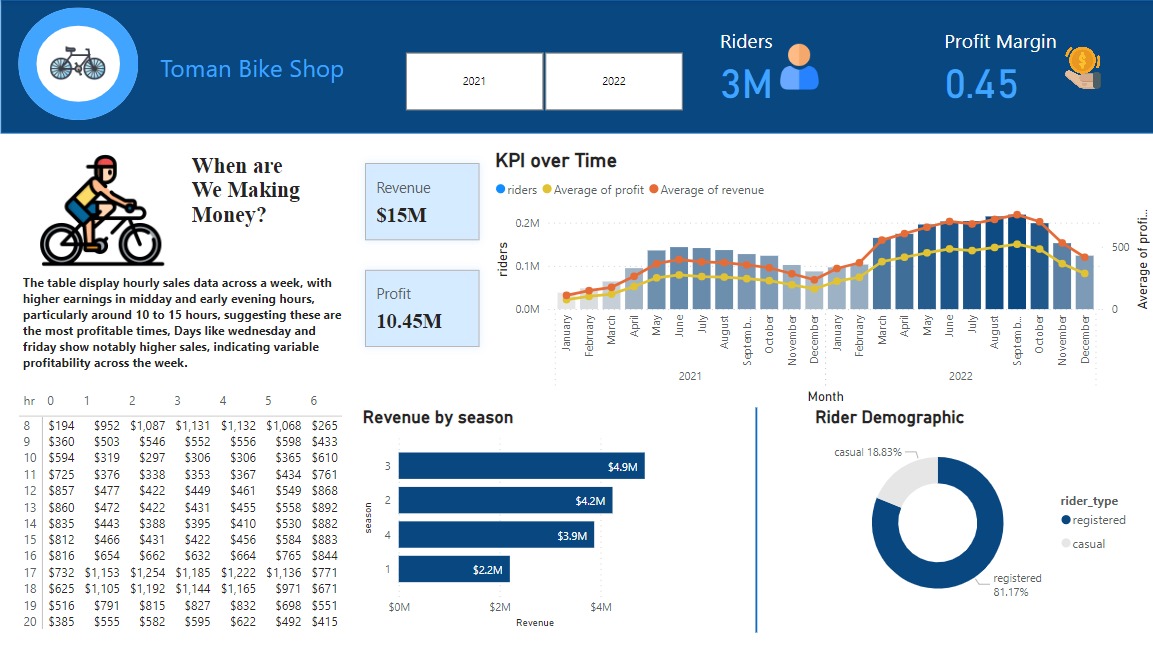 Toman Bike Shop
2021
2022
Riders
3M
Profit Margin
0.45
When are
We Making
Money?
The table display hourly sales data across a week, with
higher earnings in midday and early evening hours,
particularly around 10 to 15 hours, suggesting these are
the most profitable times, Days like wednesday and
friday show notably higher sales, indicating variable
profitability across the week.
hr 0 1 2 3 4 5 6
8 $194 $952 $1,087 $1,131 $1,132 $1,068 $265
9 $360 $503 $546 $552 $556 $598 $433
10 $594 $319 $297 $306 $306 $365 $610
11 $725 $376 $338 $353 $367 $434 $761
12 $857 $477 $422 $449 $461 $549 $868
13 $860 $472 $422 $431 $455 $558 $892
14 $835 $443 $388 $395 $410 $530 $882
15 $812 $466 $431 $422 $456 $584 $883
16 $816 $654 $662 $632 $664 $765 $844
17 $732 $1,153 $1,254 $1,185 $1,222 $1,136 $771
18 $625 $1,105 $1,192 $1,144 $1,165 $971 $671
19 $516 $791 $815 $827 $832 $698 $551
20 $385 $555 $582 $595 $622 $492 $415
Revenue
$15M
Profit
10.45M
KPI over Time
riders Average of profit Average of revenue
0.2M
0.1M
0.0M
riders
500
0
Average of profi...
January February March April May June July August Septemb... October November December January February March April May June July August Septemb... October November December
2021 2022
Month
Revenue by season
season
3 $4.9M
2 $4.2M
4 $3.9M
1 $2.2M
$0M $2M $4M
Revenue
Rider Demographic
casual 18.83%
registered
81.17%
rider_type
registered
casual